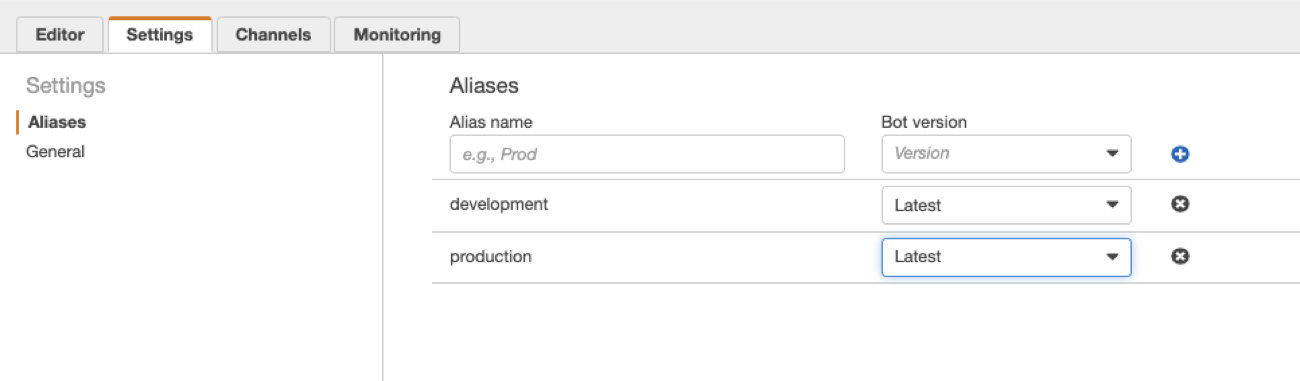 Editor Settings Channels Monitoring
Settings
Aliases
General
Aliases
Alias name Bot version
e.g., Prod Version
development Latest
production Latest